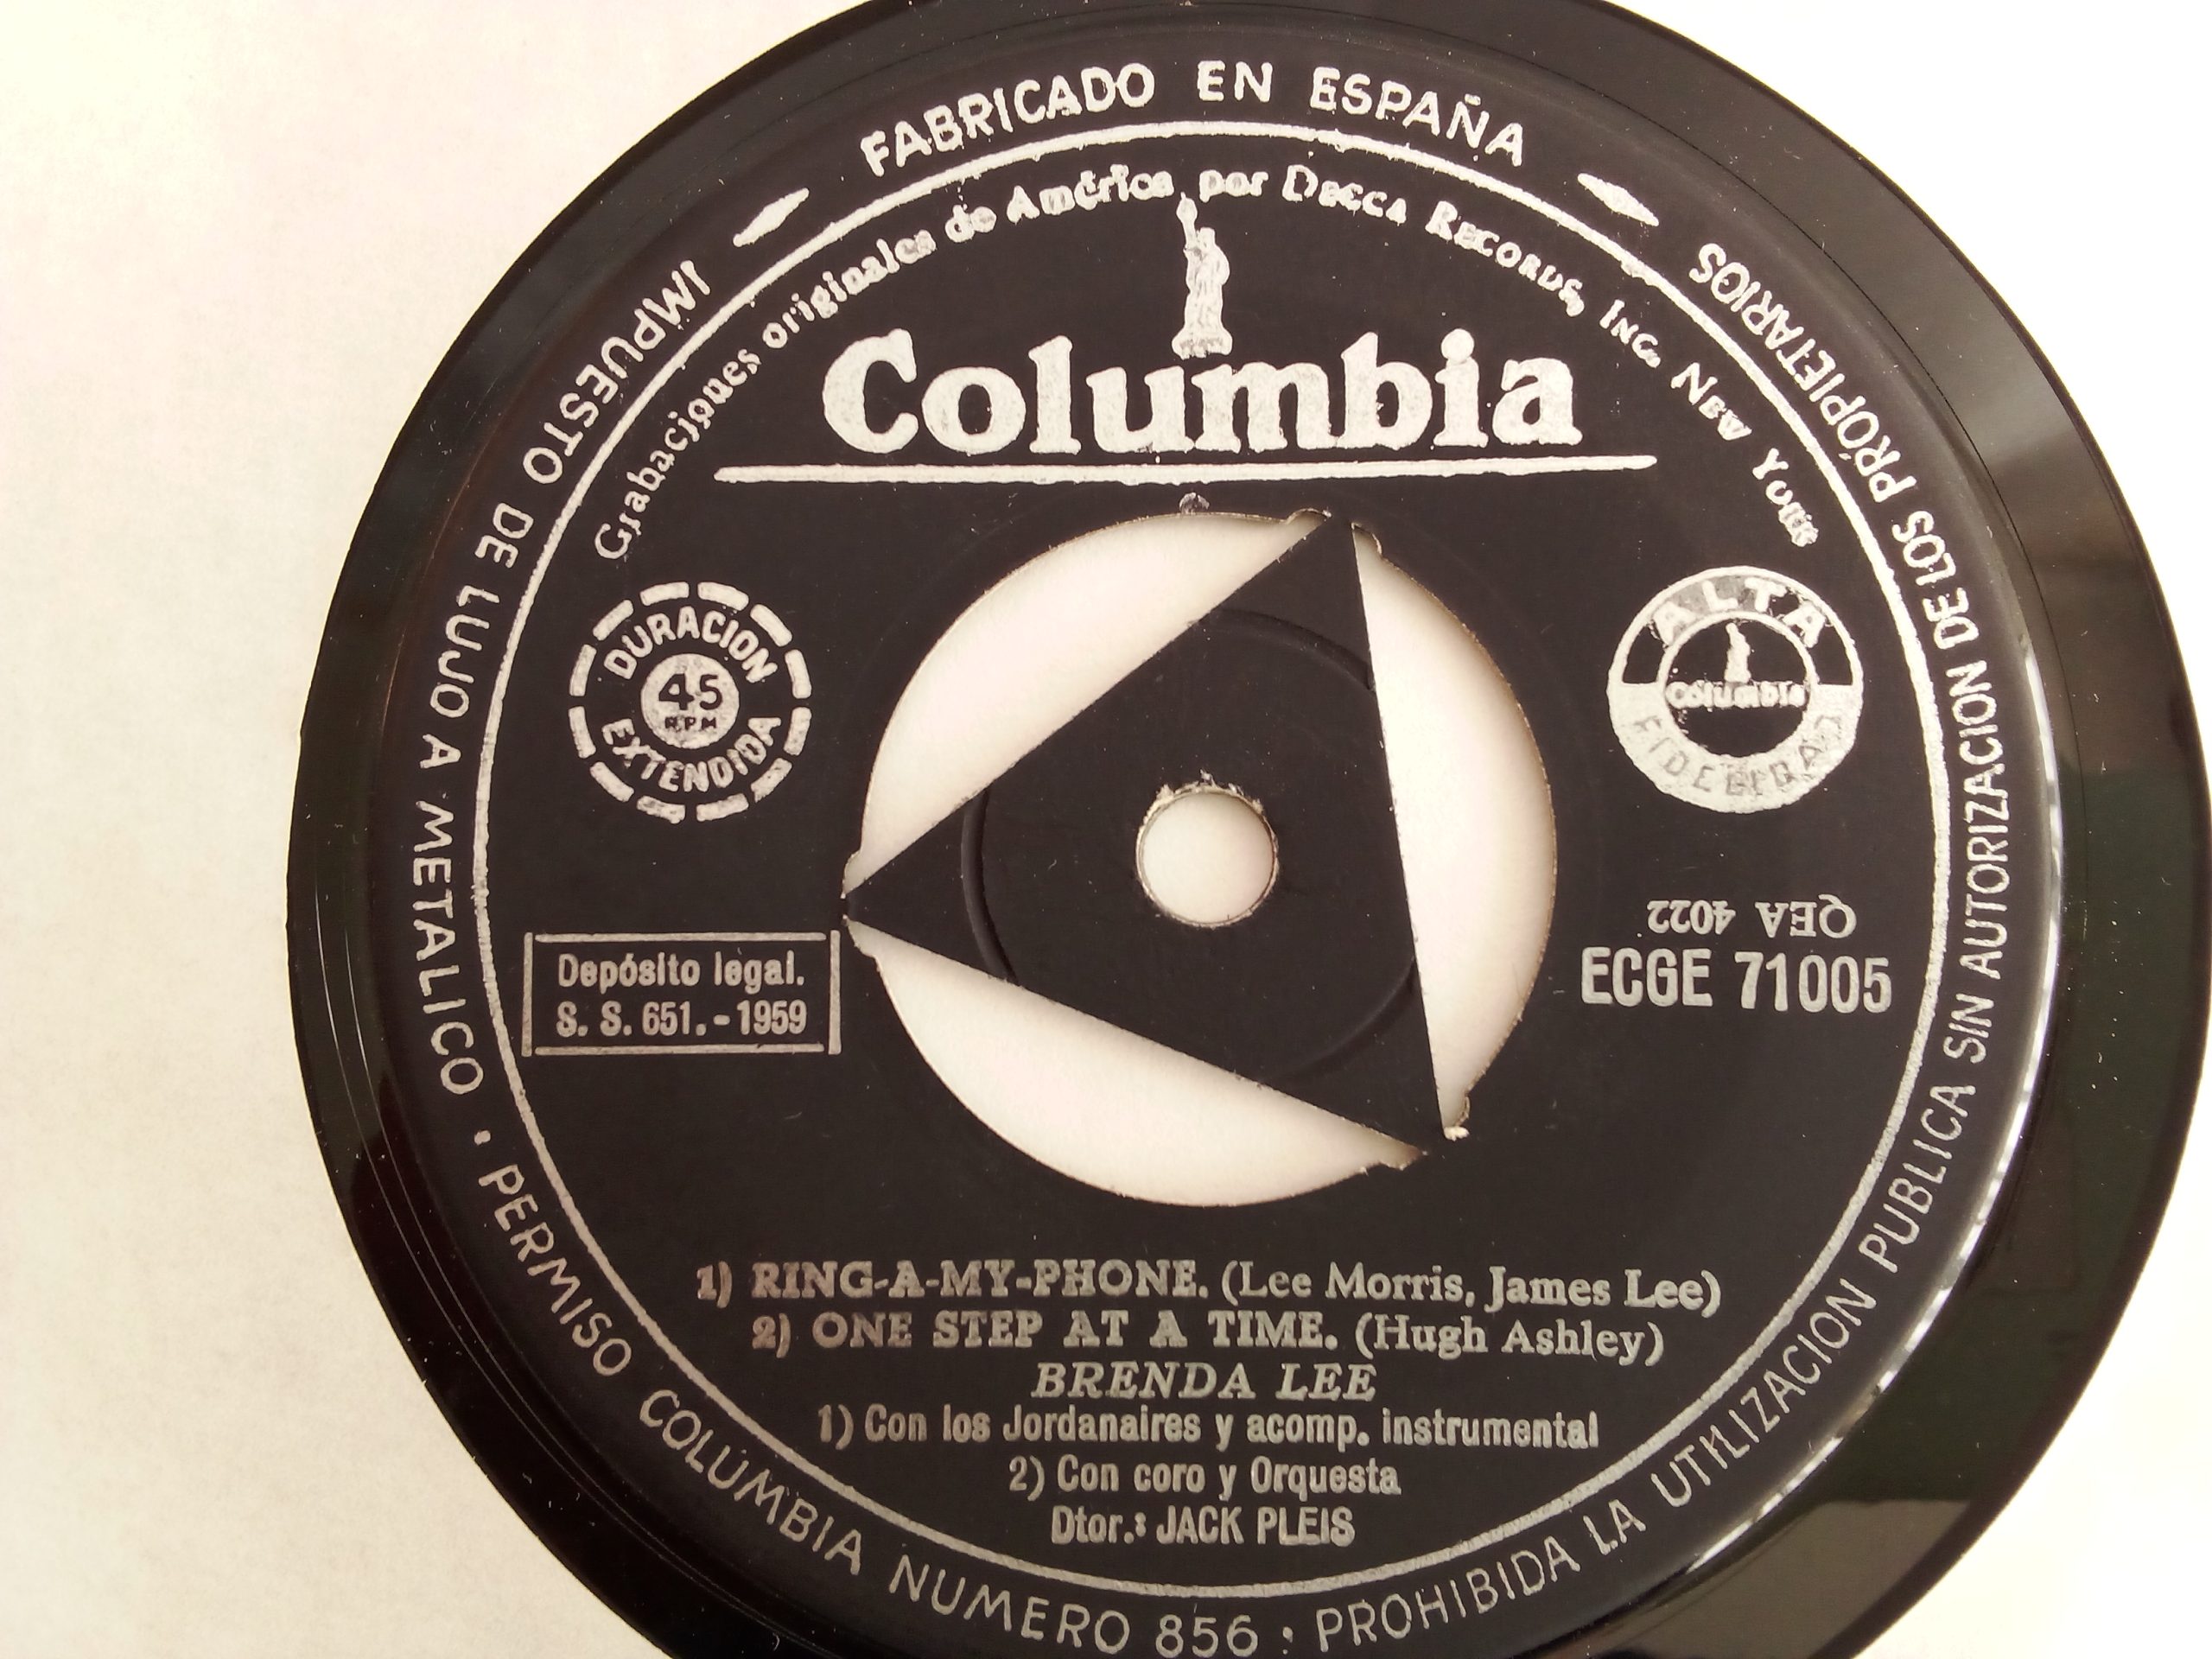 FABRICADO EN ESPAÑA
Grabaciones originales de América por Decca Records, Inc. New York
Columbia
DURACION
45
R.P.M
EXTENDIDA
ALTA
Columbia
FIDELIDAD
QEA 4022
ECGE 71005
Depósito legal.
S. S. 651.-1959
1) RING-A-MY-PHONE. (Lee Morris, James Lee)
2) ONE STEP AT A TIME. (Hugh Ashley)
BRENDA LEE
1) Con los Jordanaires y acomp. instrumental
2) Con coro y Orquesta
Dtor.: JACK PLEIS
IMPUESTO DE LUJO A METALICO · PERMISO COLUMBIA NUMERO 856 : PROHIBIDA LA UTILIZACION PUBLICA SIN AUTORIZACION DE LOS PROPIETARIOS